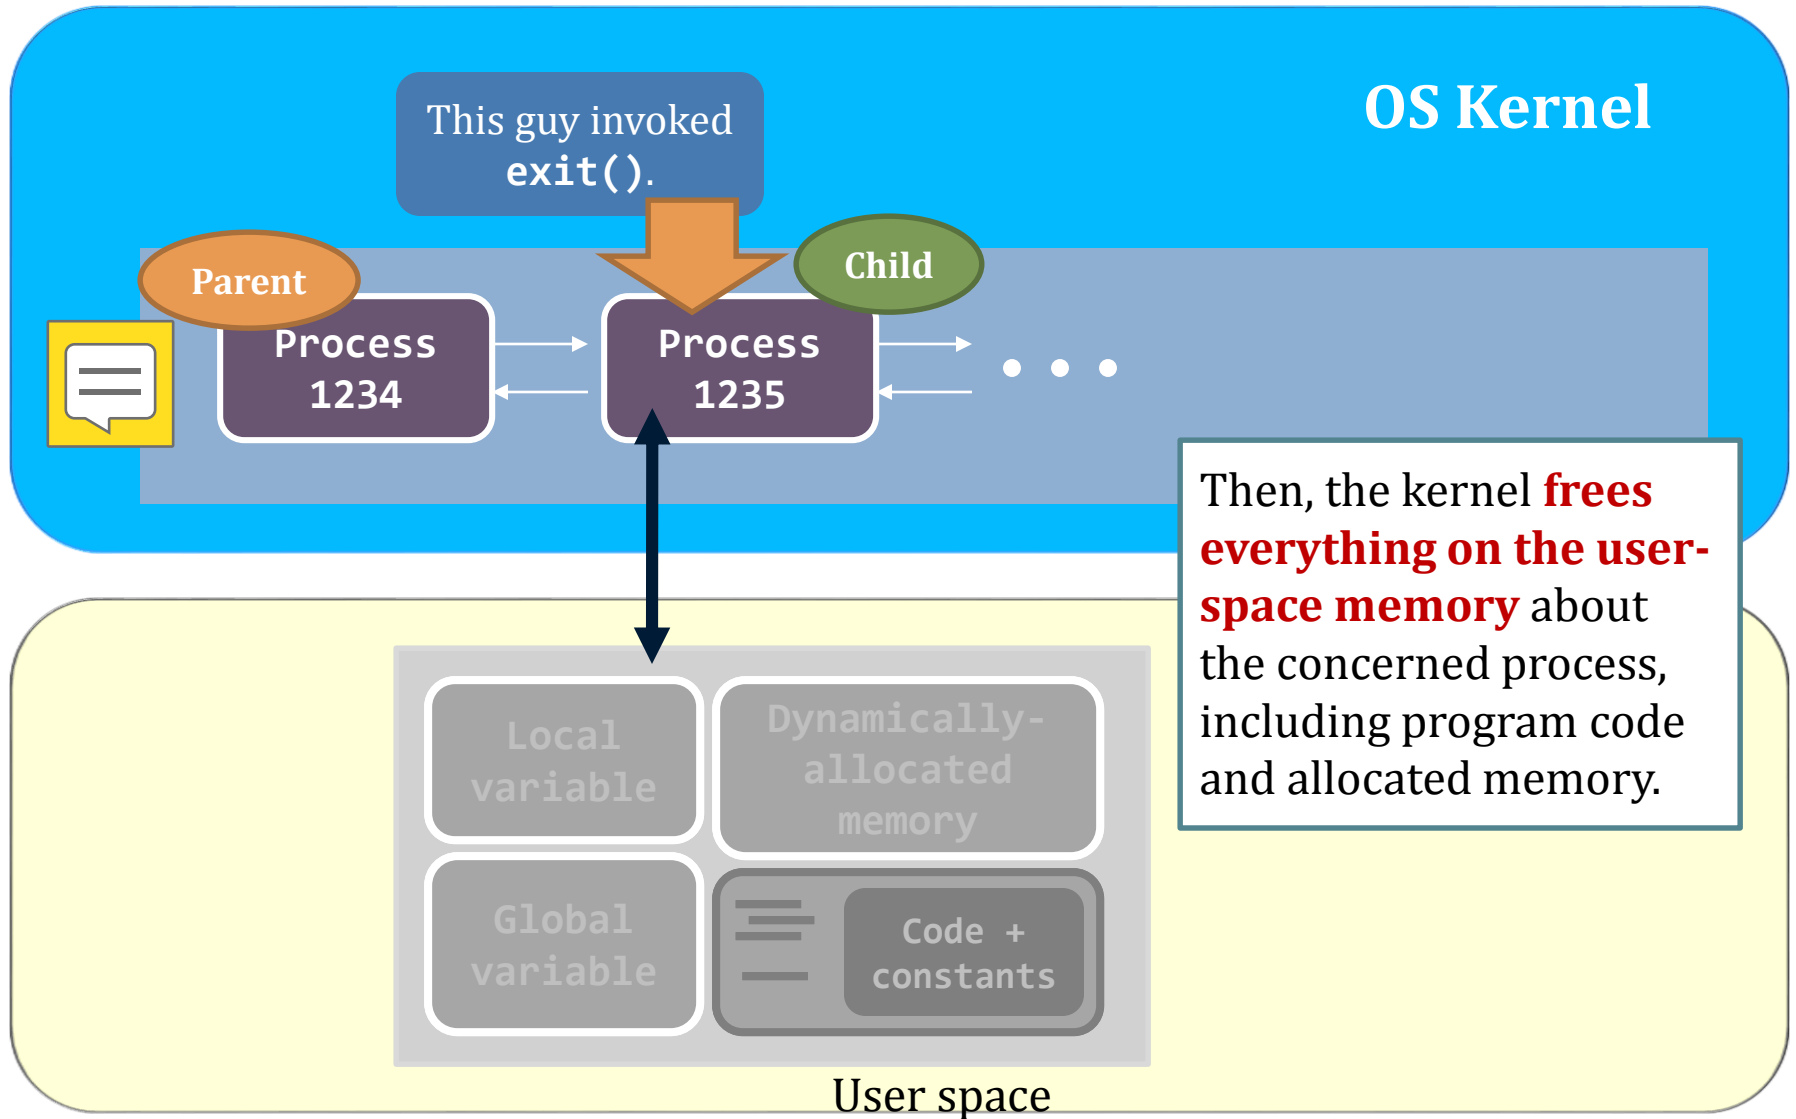 OS Kernel
This guy invoked
exit().
Parent
Child
Process
1234
Process
1235
Then, the kernel frees
everything on the user-
space memory about
the concerned process,
including program code
and allocated memory.
Local
variable
Dynamically-
allocated
memory
Global
variable
Code +
constants
User space